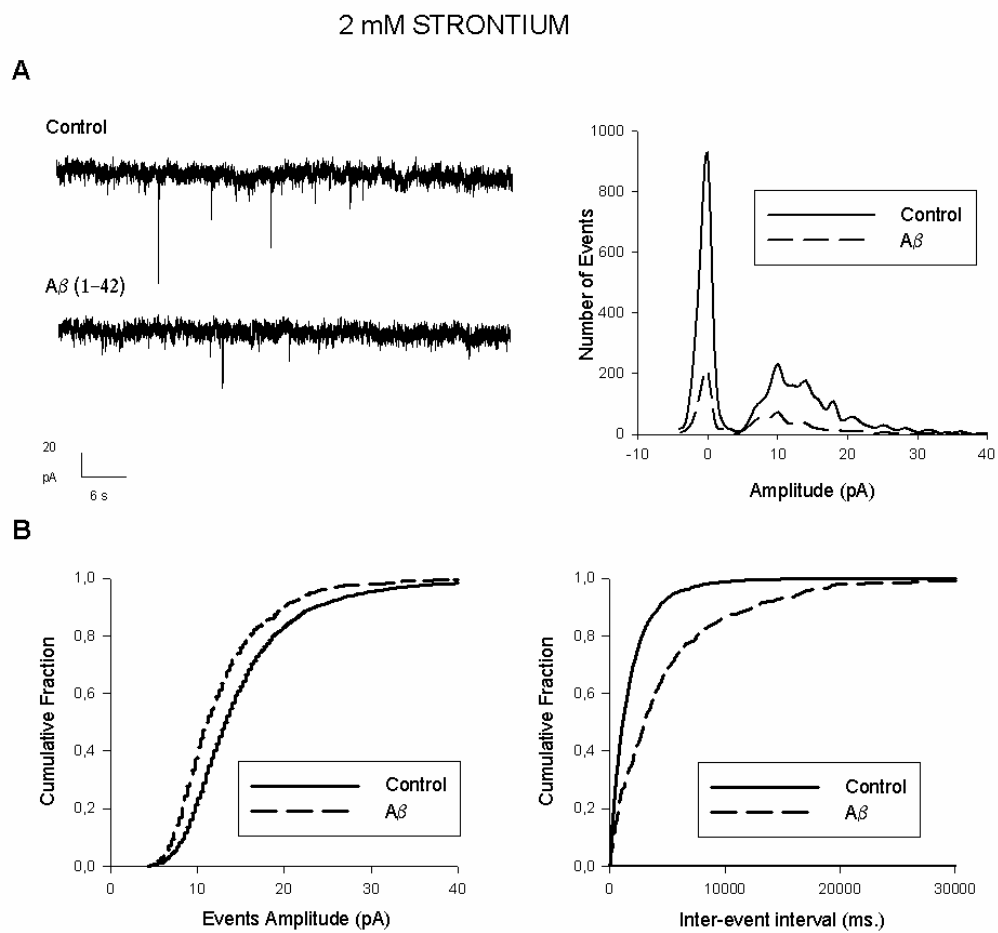 2 mM STRONTIUM
A
Control
Aβ (1–42)
20
pA
6 s
Number of Events
1000
800
600
400
200
0
-10
0
10
20
30
40
Amplitude (pA)
Control
Aβ
B
Cumulative Fraction
1,0
0,8
0,6
0,4
0,2
0,0
0
10
20
30
40
Events Amplitude (pA)
Control
Aβ
Cumulative Fraction
1,0
0,8
0,6
0,4
0,2
0,0
0
10000
20000
30000
Inter-event interval (ms.)
Control
Aβ